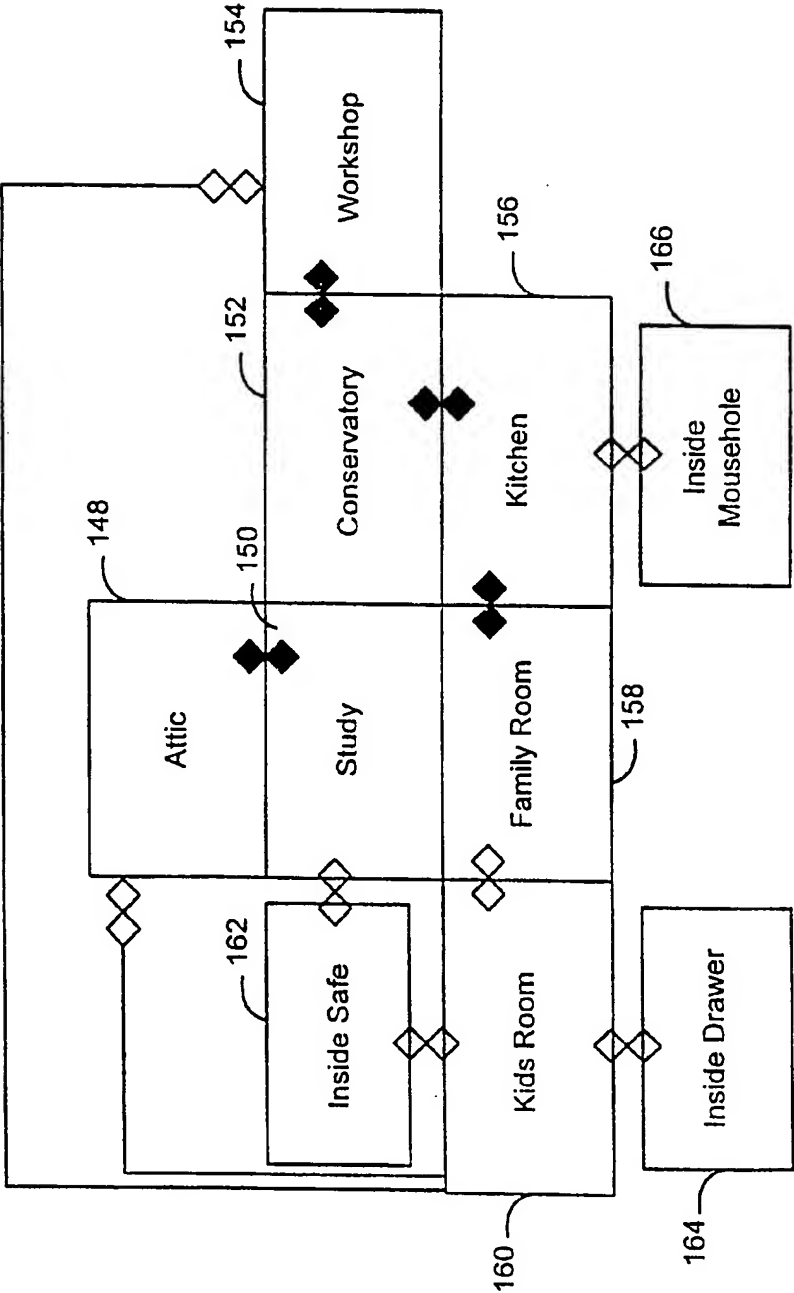 148
Attic
154
152
150
Study
Conservatory
Workshop
162
Inside Safe
156
Kids Room
Family Room
Kitchen
160
158
166
Inside Drawer
Inside
Mousehole
164